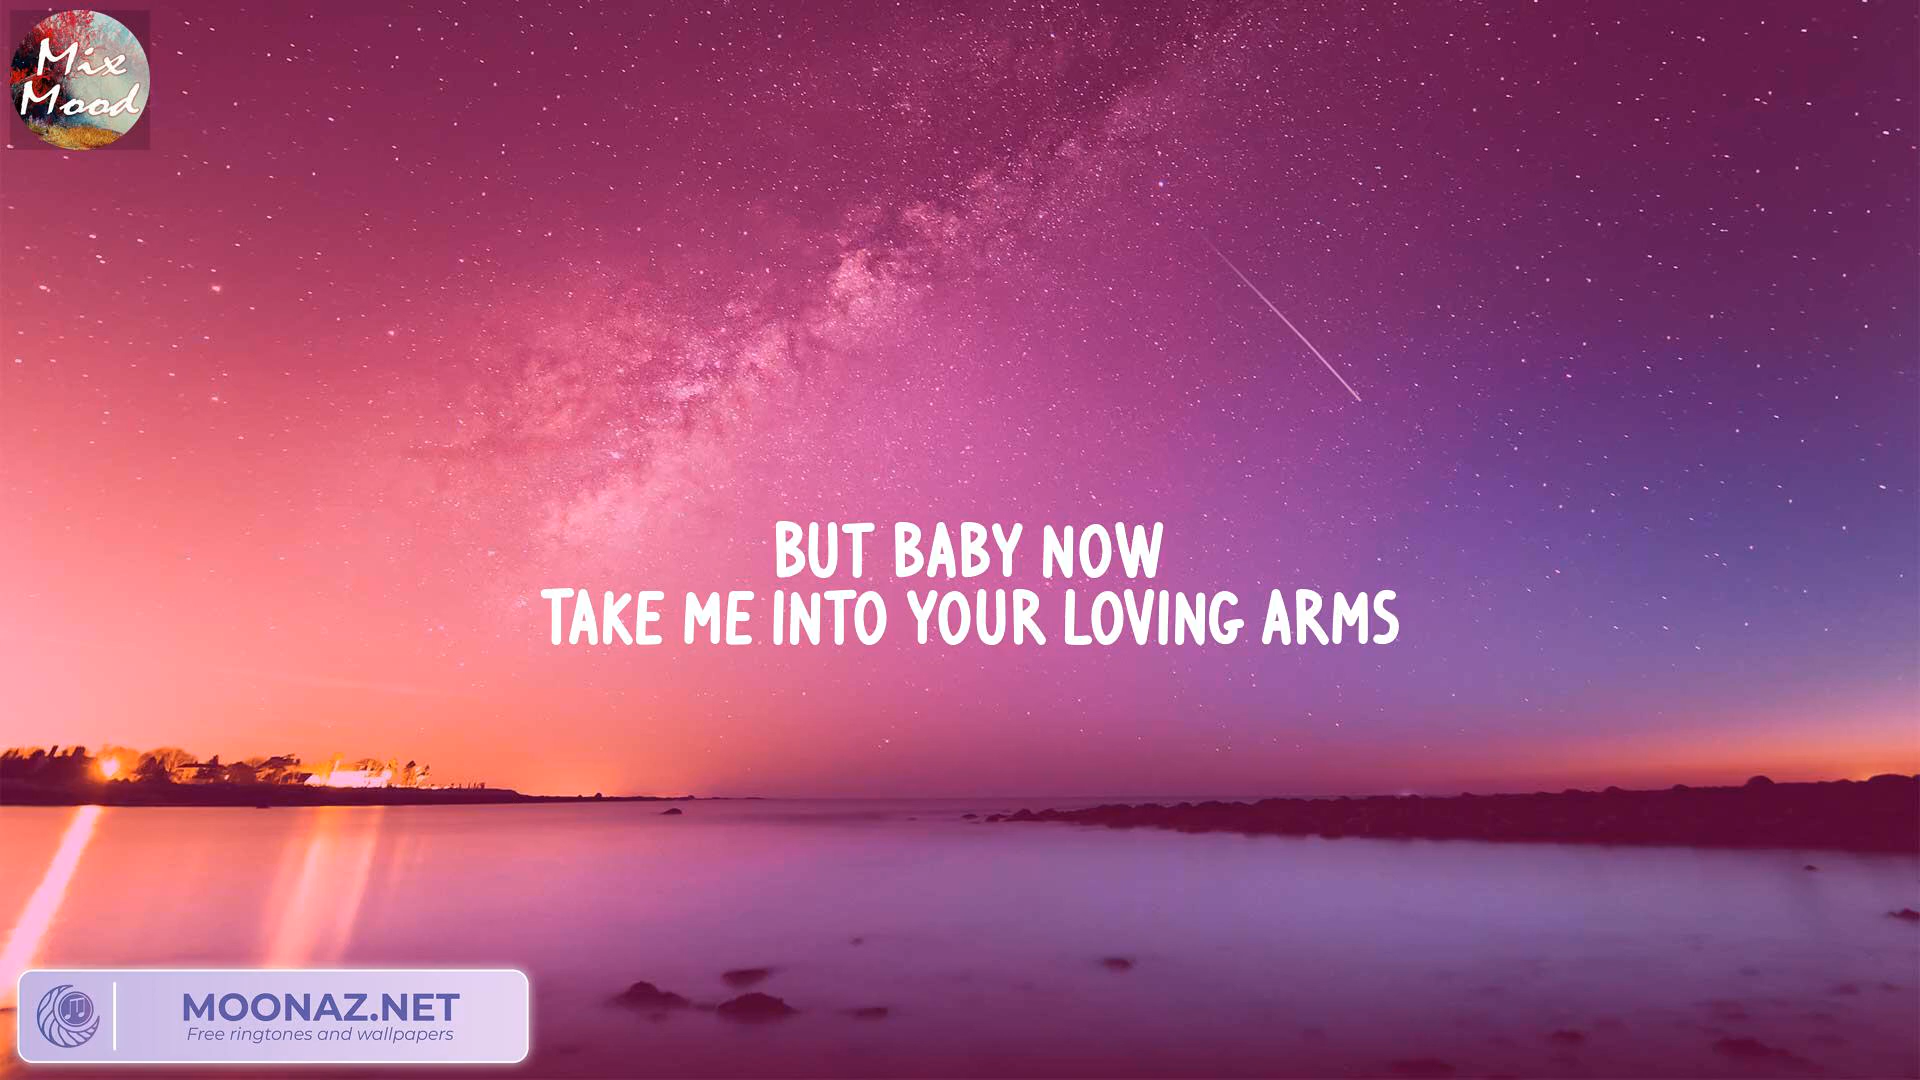 Mix
Mood
BUT BABY NOW
TAKE ME INTO YOUR LOVING ARMS
MOONAZ.NET
Free ringtones and wallpapers